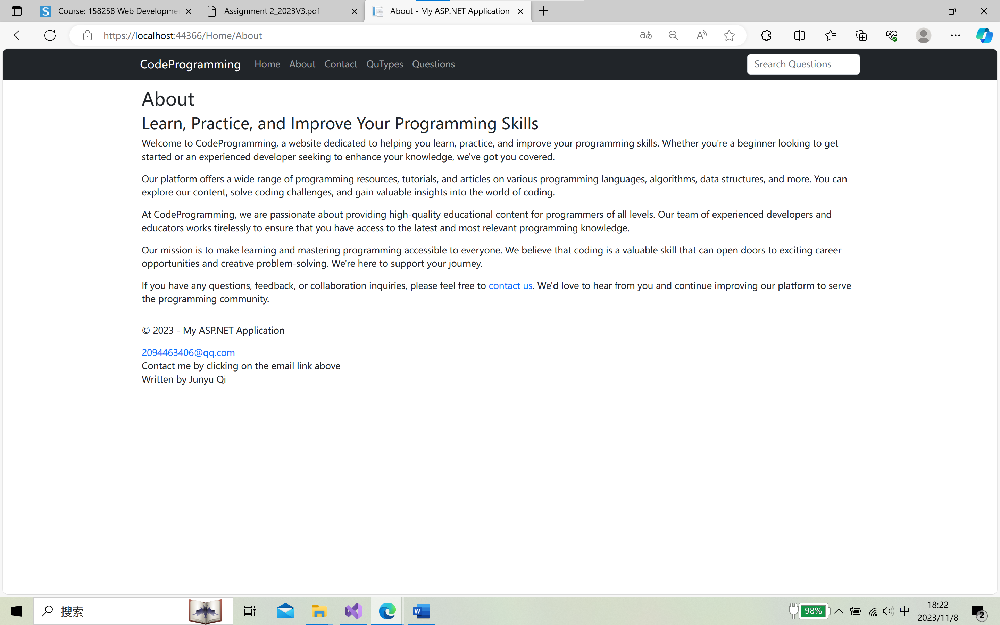 Course: 158258 Web Developme
Assignment 2_2023V3.pdf
About - My ASP.NET Application
https://localhost:44366/Home/About
CodeProgramming Home About Contact QuTypes Questions Srearch Questions
About
Learn, Practice, and Improve Your Programming Skills
Welcome to CodeProgramming, a website dedicated to helping you learn, practice, and improve your programming skills. Whether you're a beginner looking to get
started or an experienced developer seeking to enhance your knowledge, we've got you covered.
Our platform offers a wide range of programming resources, tutorials, and articles on various programming languages, algorithms, data structures, and more. You can
explore our content, solve coding challenges, and gain valuable insights into the world of coding.
At CodeProgramming, we are passionate about providing high-quality educational content for programmers of all levels. Our team of experienced developers and
educators works tirelessly to ensure that you have access to the latest and most relevant programming knowledge.
Our mission is to make learning and mastering programming accessible to everyone. We believe that coding is a valuable skill that can open doors to exciting career
opportunities and creative problem-solving. We're here to support your journey.
If you have any questions, feedback, or collaboration inquiries, please feel free to contact us. We'd love to hear from you and continue improving our platform to serve
the programming community.
© 2023 - My ASP.NET Application
2094463406@qq.com
Contact me by clicking on the email link above
Written by Junyu Qi
搜索
98%
中
18:22
2023/11/8
2